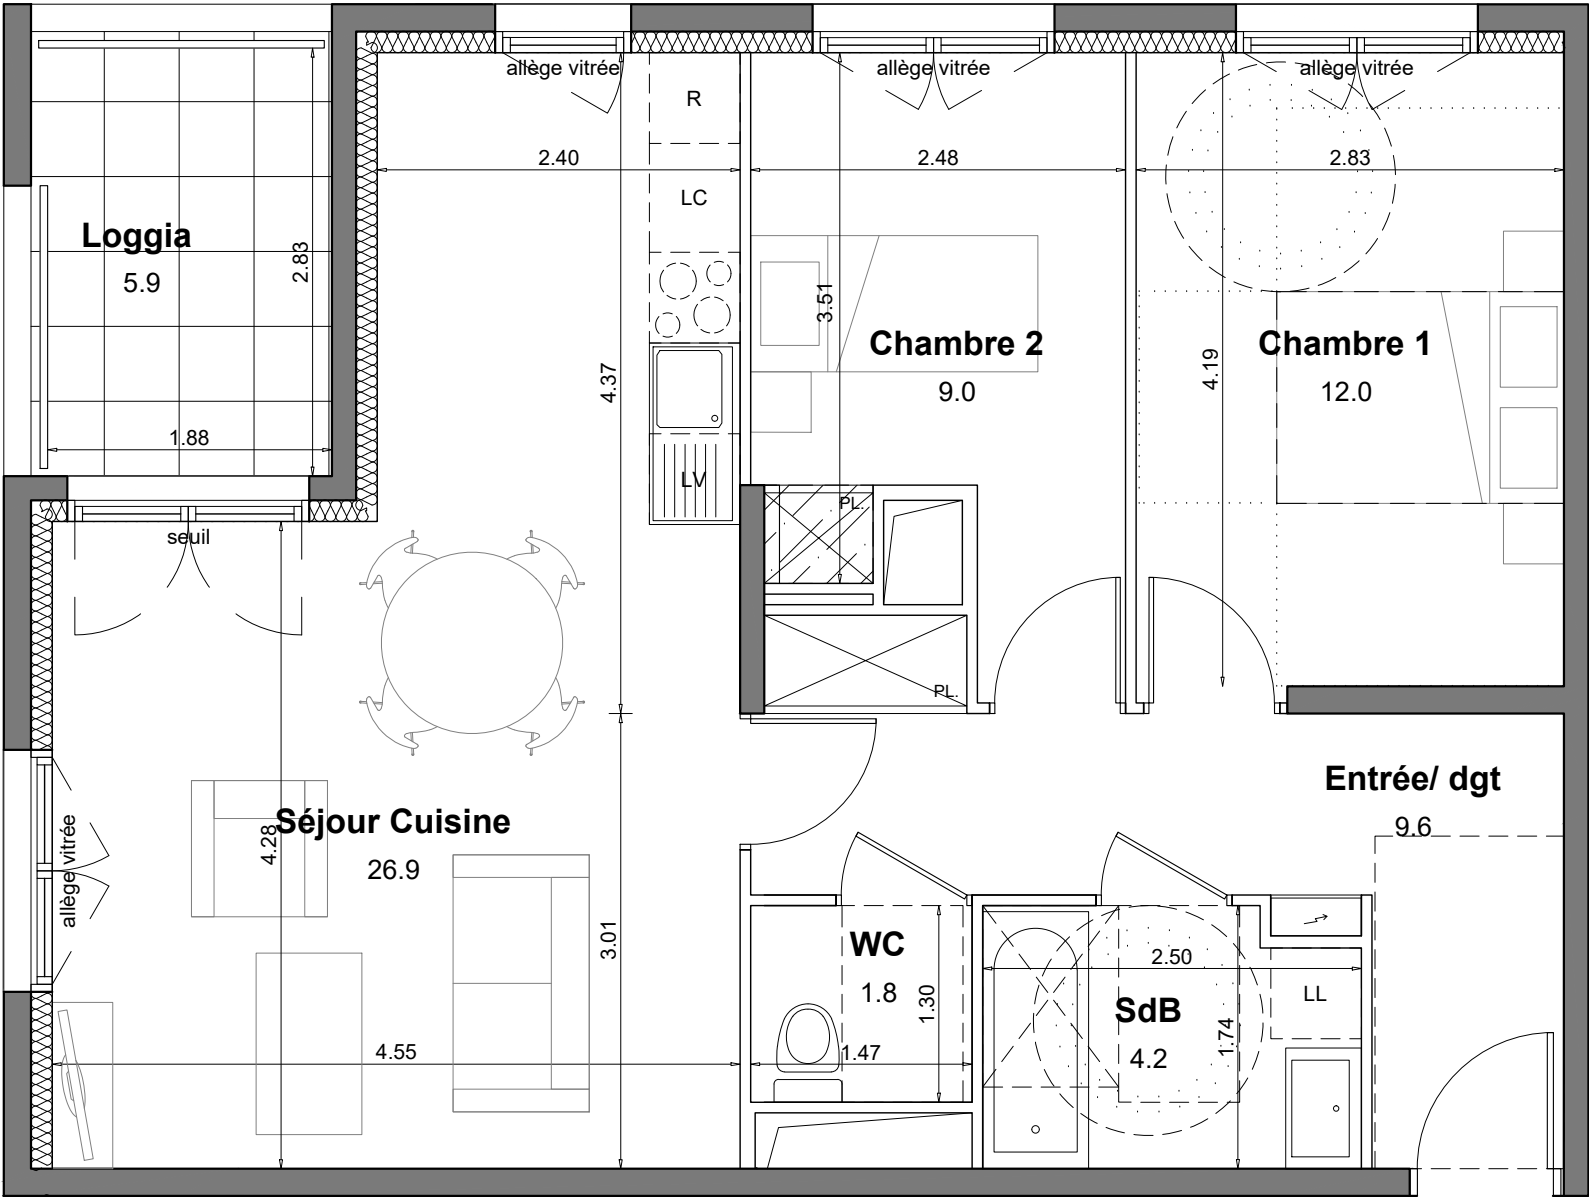 allège vitrée
allège vitrée
allège vitrée
R
2.40
2.48
2.83
LC
Loggia
5.9
2.83
3.51
Chambre 2
9.0
Chambre 1
12.0
4.19
4.37
1.88
LV
PL.
seuil
PL.
Entrée/ dgt
9.6
Séjour Cuisine
26.9
4.28
allège vitrée
3.01
WC
1.8
1.30
2.50
LL
SdB
4.2
1.74
4.55
1.47